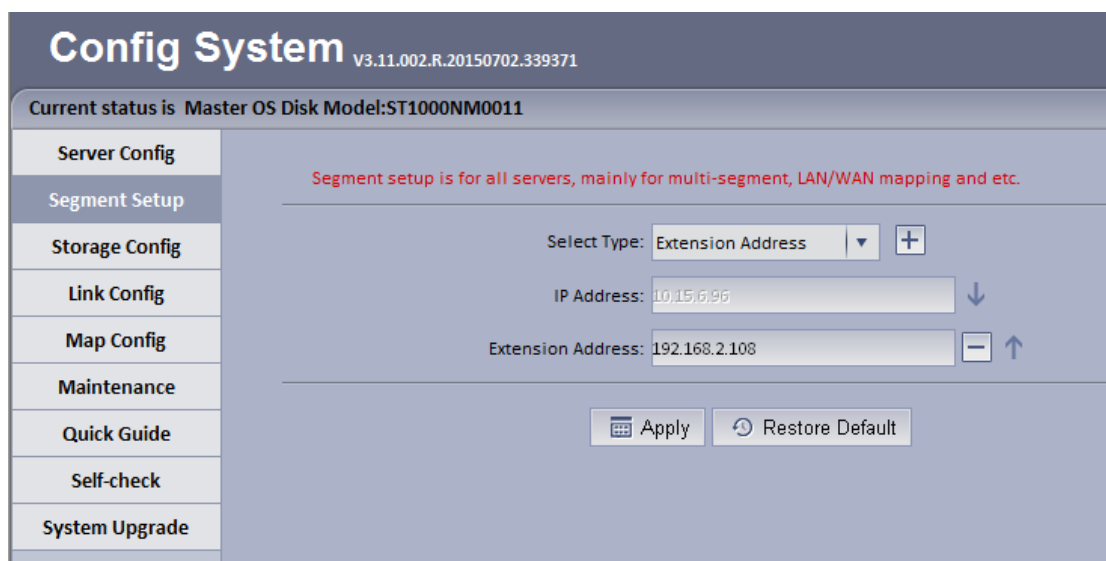 Config System V3.11.002.R.20150702.339371
Current status is Master OS Disk Model:ST1000NM0011
Server Config
Segment Setup
Storage Config
Link Config
Map Config
Maintenance
Quick Guide
Self-check
System Upgrade
Segment setup is for all servers, mainly for multi-segment, LAN/WAN mapping and etc.
Select Type: Extension Address
IP Address: 10.15.6.96
Extension Address: 192.168.2.108
Apply Restore Default